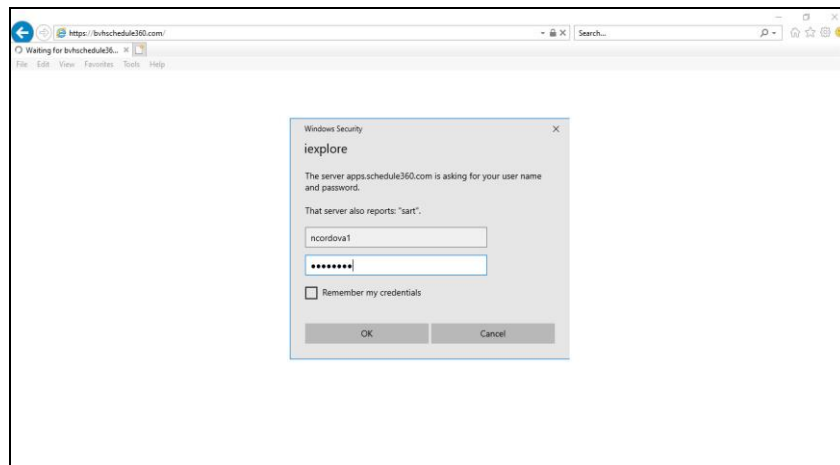 https://bvhschedule360.com/
Search...
Waiting for bvhschedule36...
File Edit View Favorites Tools Help
Windows Security
iexplore
The server apps.schedule360.com is asking for your user name
and password.
That server also reports: "sart".
ncordova1
••••••••
Remember my credentials
OK Cancel